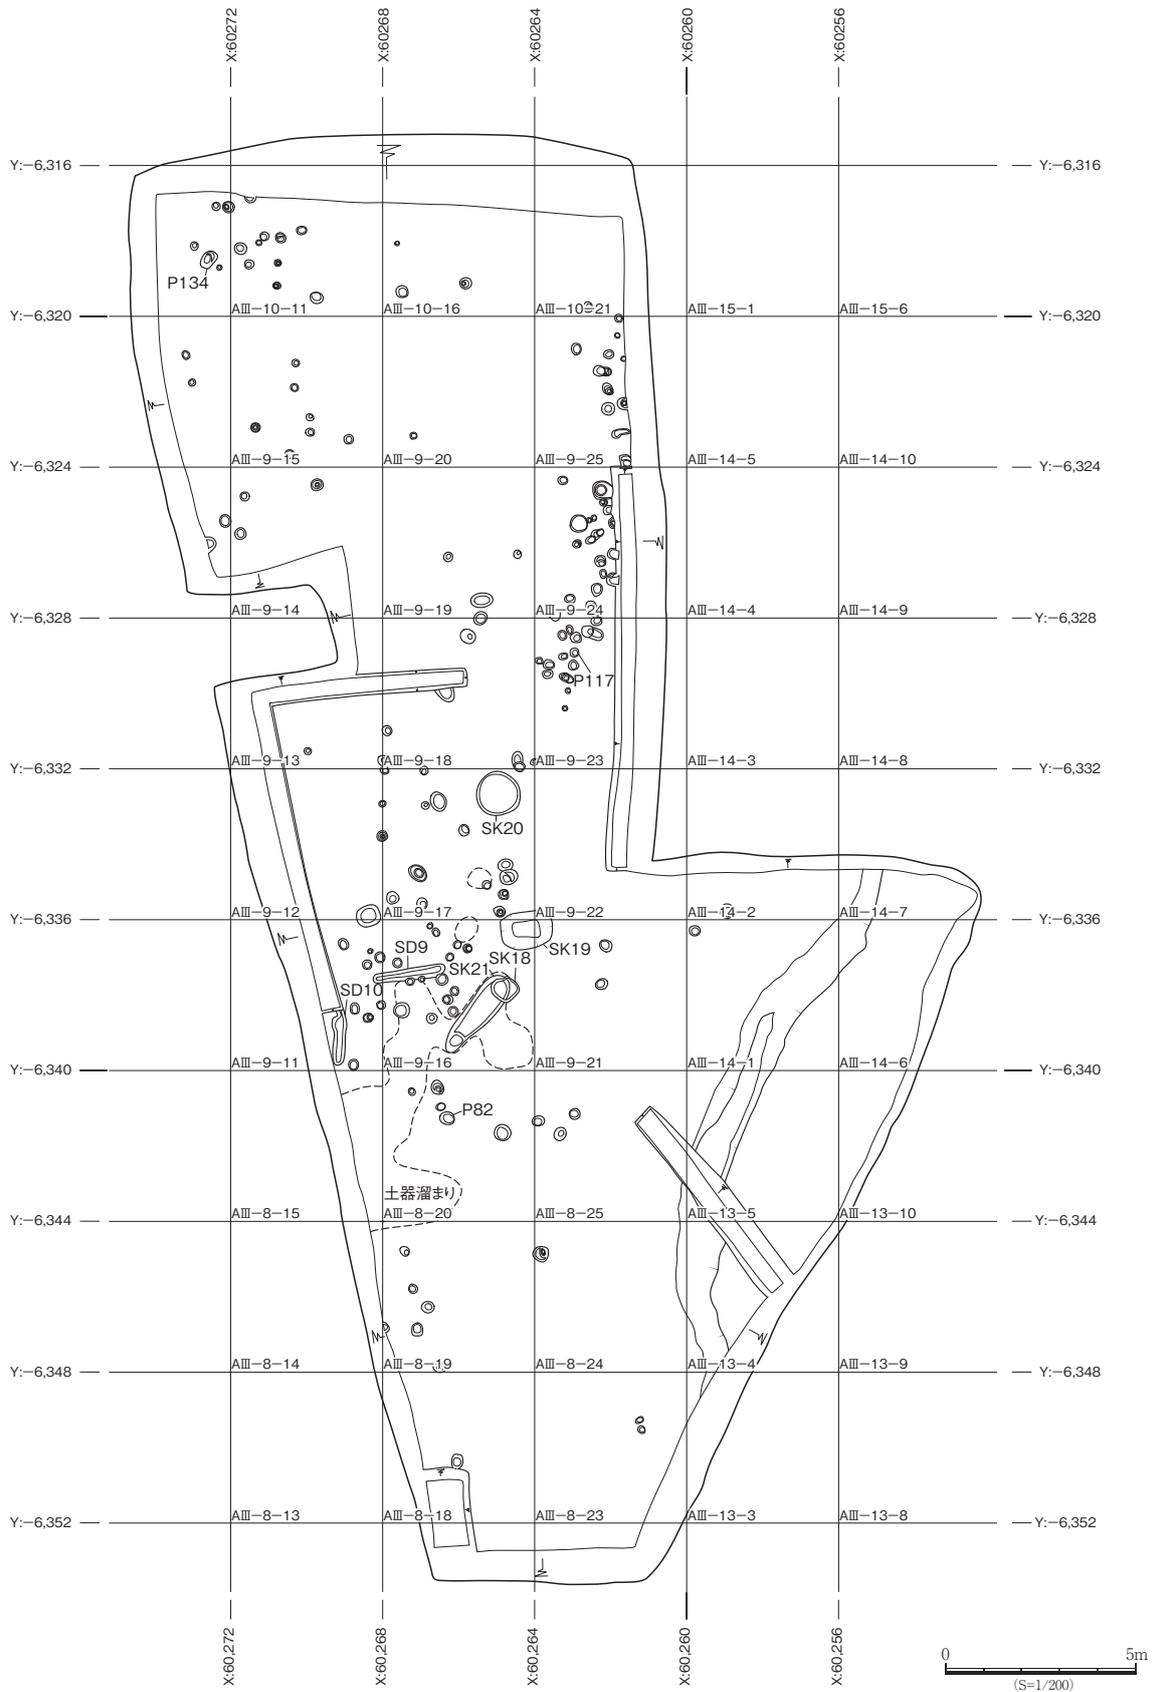 X:60272
X:60268
X:60264
X:60260
X:60256
Y:−6,316
Y:−6,316
P134
AⅢ−10−11
AⅢ−10−16
AⅢ−10−21
AⅢ−15−1
AⅢ−15−6
Y:−6,320
Y:−6,320
AⅢ−9−15
AⅢ−9−20
AⅢ−9−25
AⅢ−14−5
AⅢ−14−10
Y:−6,324
Y:−6,324
AⅢ−9−14
AⅢ−9−19
AⅢ−9−24
AⅢ−14−4
AⅢ−14−9
Y:−6,328
Y:−6,328
P117
AⅢ−9−13
AⅢ−9−18
AⅢ−9−23
AⅢ−14−3
AⅢ−14−8
Y:−6,332
Y:−6,332
SK20
AⅢ−9−12
AⅢ−9−17
AⅢ−9−22
AⅢ−14−2
AⅢ−14−7
Y:−6,336
Y:−6,336
SD9
SK19
SK18
SK21
SD10
AⅢ−9−11
AⅢ−9−16
AⅢ−9−21
AⅢ−14−1
AⅢ−14−6
Y:−6,340
Y:−6,340
P82
土器溜まり
AⅢ−8−15
AⅢ−8−20
AⅢ−8−25
AⅢ−13−5
AⅢ−13−10
Y:−6,344
Y:−6,344
AⅢ−8−14
AⅢ−8−19
AⅢ−8−24
AⅢ−13−4
AⅢ−13−9
Y:−6,348
Y:−6,348
AⅢ−8−13
AⅢ−8−18
AⅢ−8−23
AⅢ−13−3
AⅢ−13−8
Y:−6,352
Y:−6,352
X:60,272
X:60,268
X:60,264
X:60,260
X:60,256
0 5m
(S=1/200)